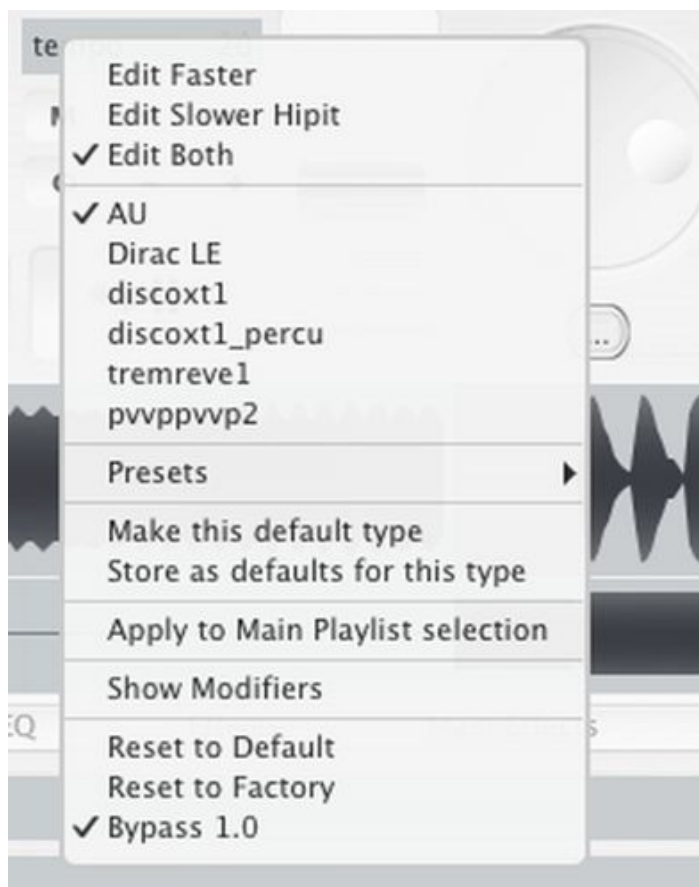 te
Edit Faster
Edit Slower Hipit
✓ Edit Both
✓ AU
Dirac LE
discoxt1
discoxt1_percu
tremreve1
pvvppvvp2
Presets
Make this default type
Store as defaults for this type
Apply to Main Playlist selection
Show Modifiers
EQ
Reset to Default
Reset to Factory
✓ Bypass 1.0